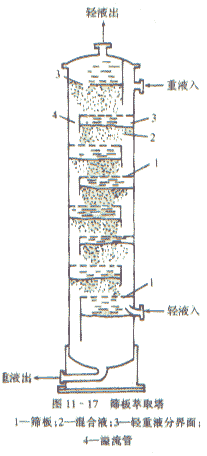 轻液出
3
重液入
4
3
2
1
1
轻液入
重液出
图 11-17 筛板萃取塔
1—筛板;2—混合液;3—轻重液分界面;
4—溢流管